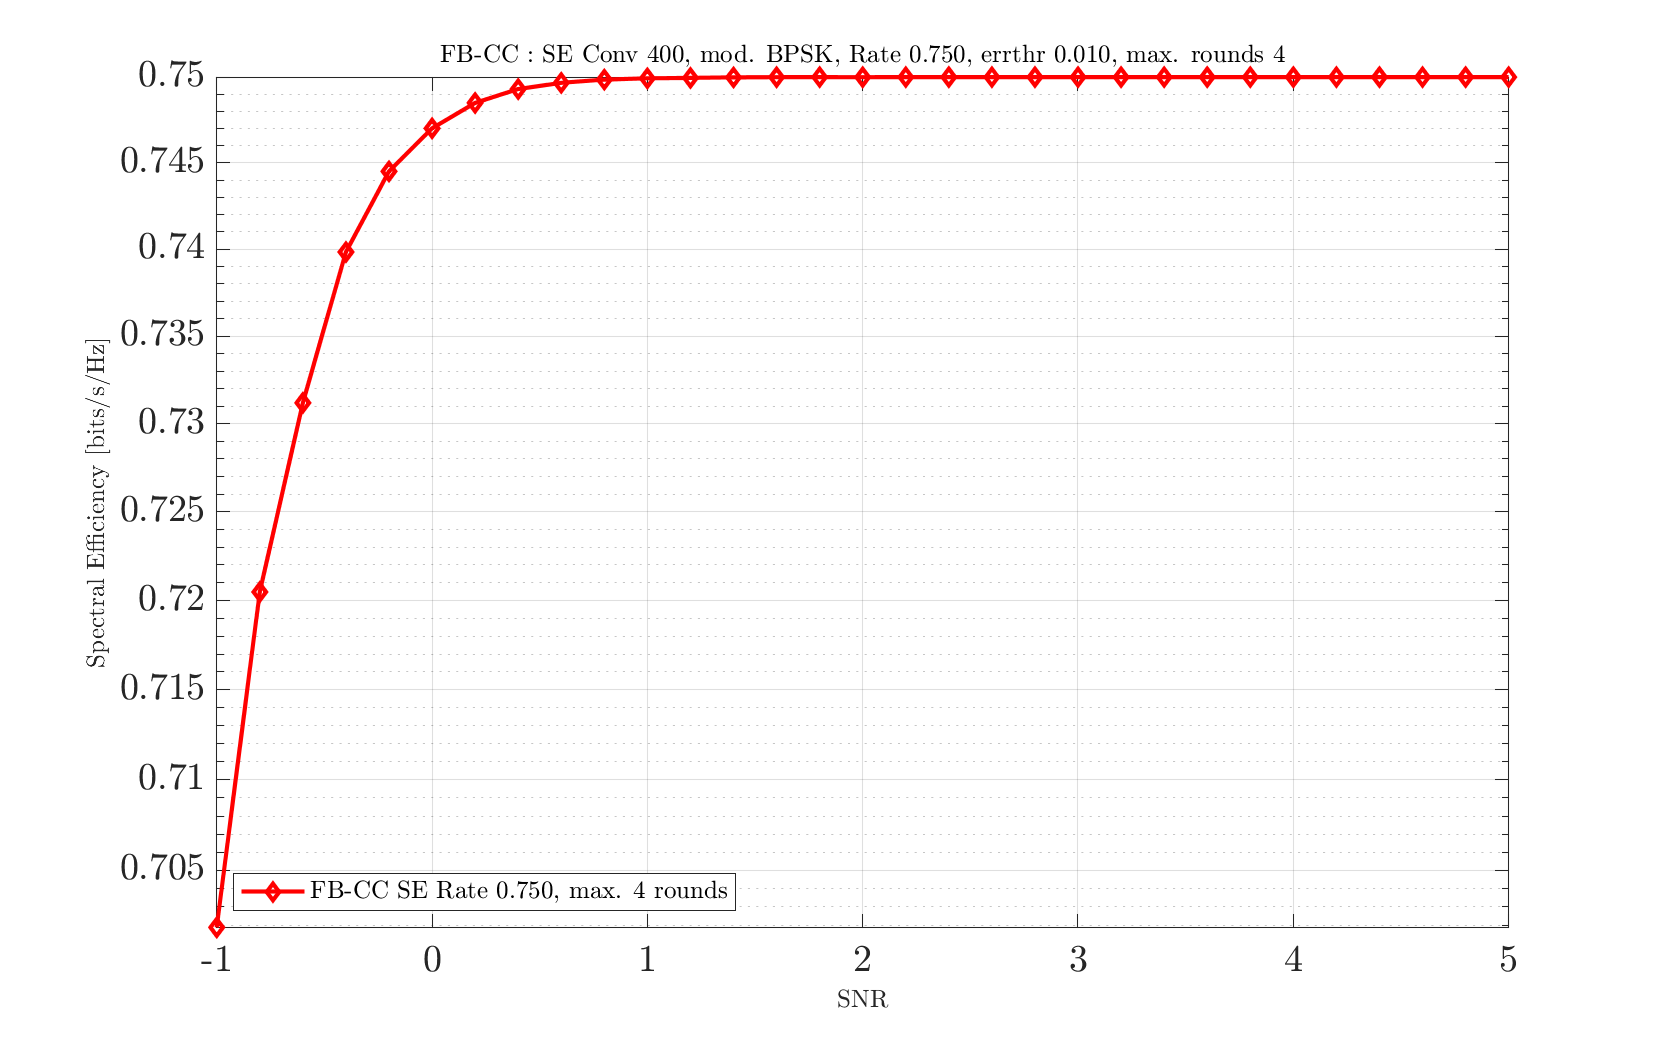 FB-CC : SE Conv 400, mod. BPSK, Rate 0.750, errthr 0.010, max. rounds 4
0.75
0.745
0.74
0.735
0.73
0.725
0.72
0.715
0.71
0.705
Spectral Efficiency [bits/s/Hz]
FB-CC SE Rate 0.750, max. 4 rounds
-1 0 1 2 3 4 5
SNR